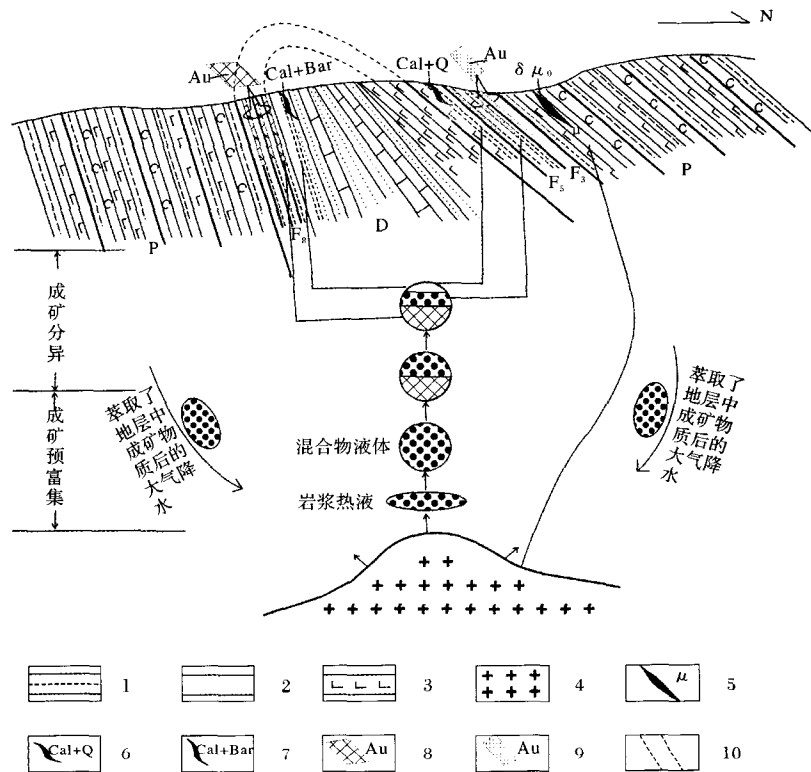 N
Au
Cal+Bar
Cal+Q
Au
δμ₀
μ
P
F₂
D
F₅
F₃
P
成矿分异
成矿预富集
萃取了
地层中
成矿物
质后的
大气降
水
萃取了
地层中
成矿物
质后的
大气降
水
混合物液体
岩浆热液
1
2
3
4
μ 5
Cal+Q 6
Cal+Bar 7
Au 8
Au 9
10